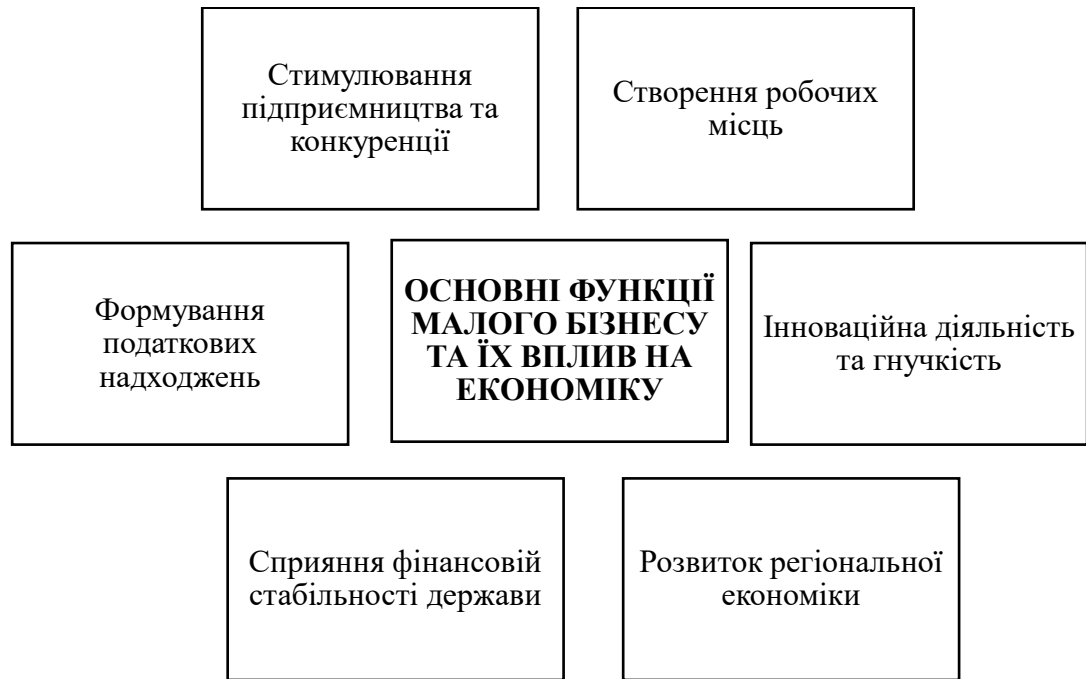 Стимулювання
підприємництва та
конкуренції
Створення робочих
місць
Формування
податкових
надходжень
ОСНОВНІ ФУНКЦІЇ
МАЛОГО БІЗНЕСУ
ТА ЇХ ВПЛИВ НА
ЕКОНОМІКУ
Інноваційна діяльність
та гнучкість
Сприяння фінансовій
стабільності держави
Розвиток регіональної
економіки